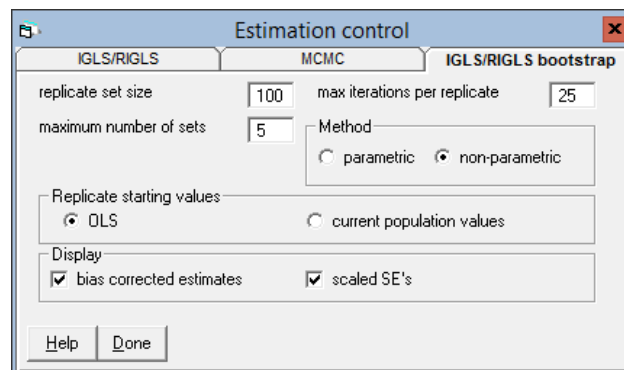 Estimation control
IGLS/RIGLS MCMC IGLS/RIGLS bootstrap
replicate set size 100 max iterations per replicate 25
maximum number of sets 5 Method
parametric non-parametric
Replicate starting values
OLS current population values
Display
bias corrected estimates scaled SE's
Help Done